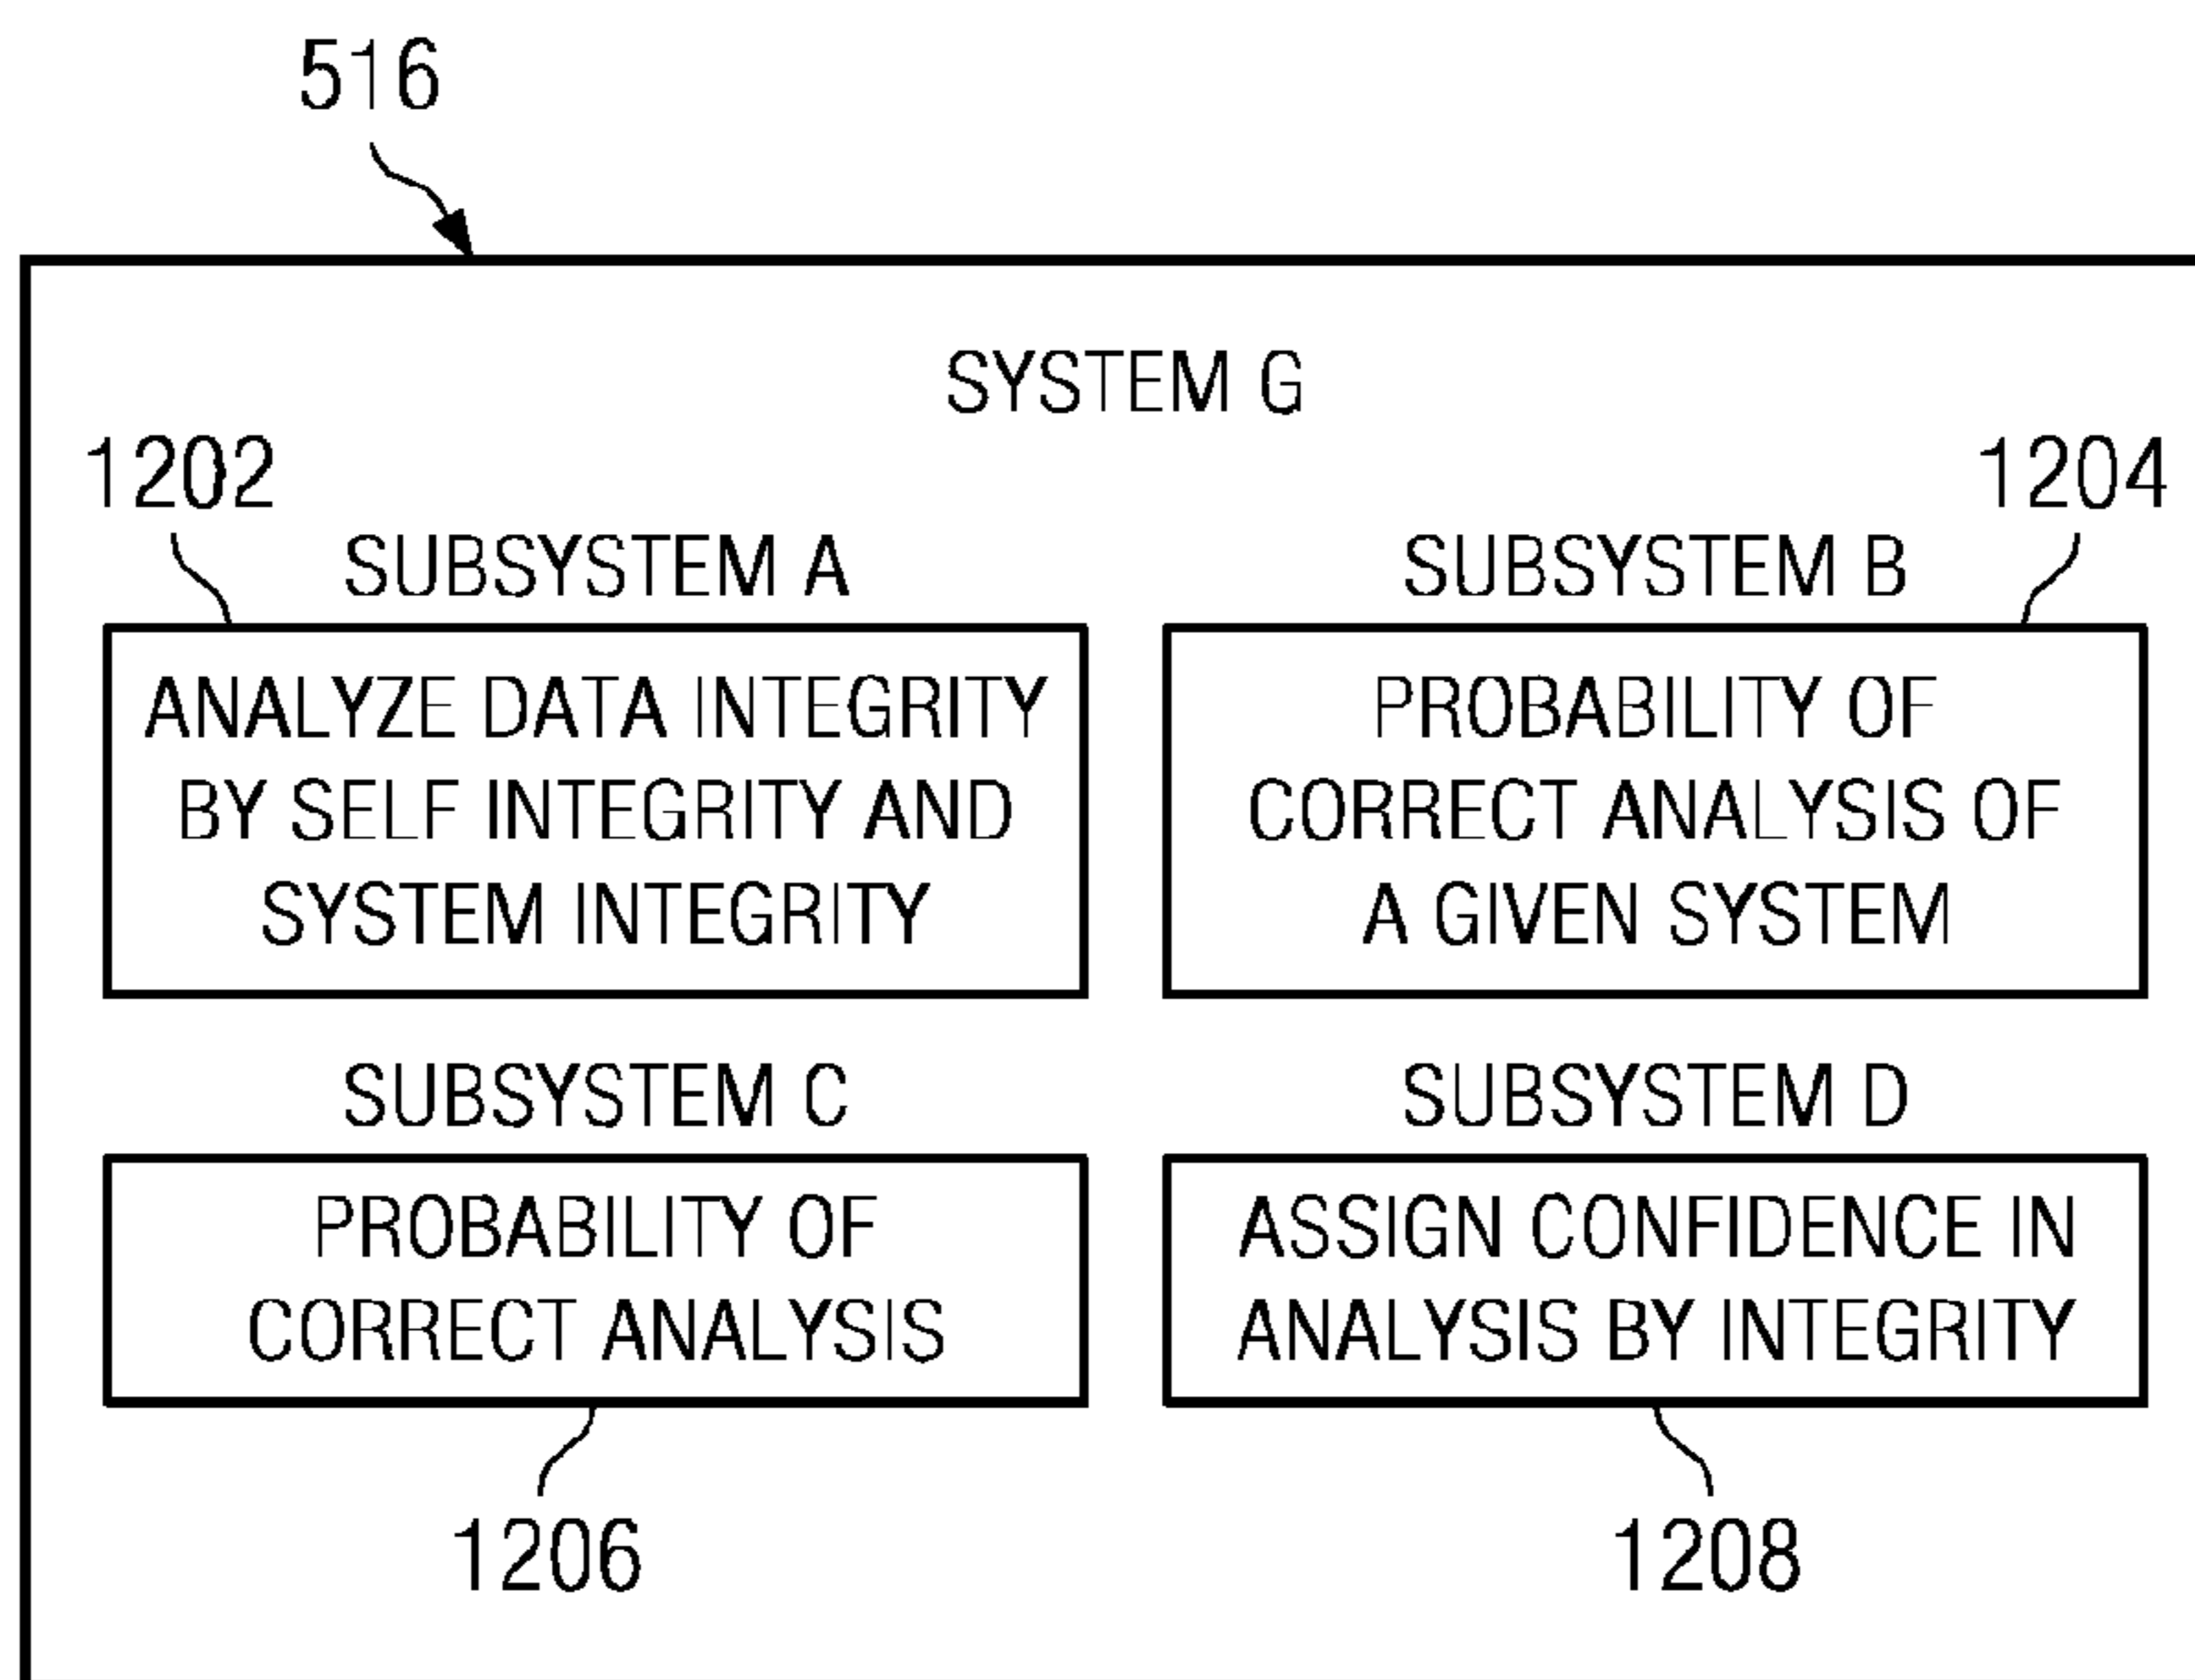 516
SYSTEM G
1202
1204
SUBSYSTEM A
SUBSYSTEM B
ANALYZE DATA INTEGRITY
BY SELF INTEGRITY AND
SYSTEM INTEGRITY
PROBABILITY OF
CORRECT ANALYSIS OF
A GIVEN SYSTEM
SUBSYSTEM C
SUBSYSTEM D
PROBABILITY OF
CORRECT ANALYSIS
ASSIGN CONFIDENCE IN
ANALYSIS BY INTEGRITY
1206
1208